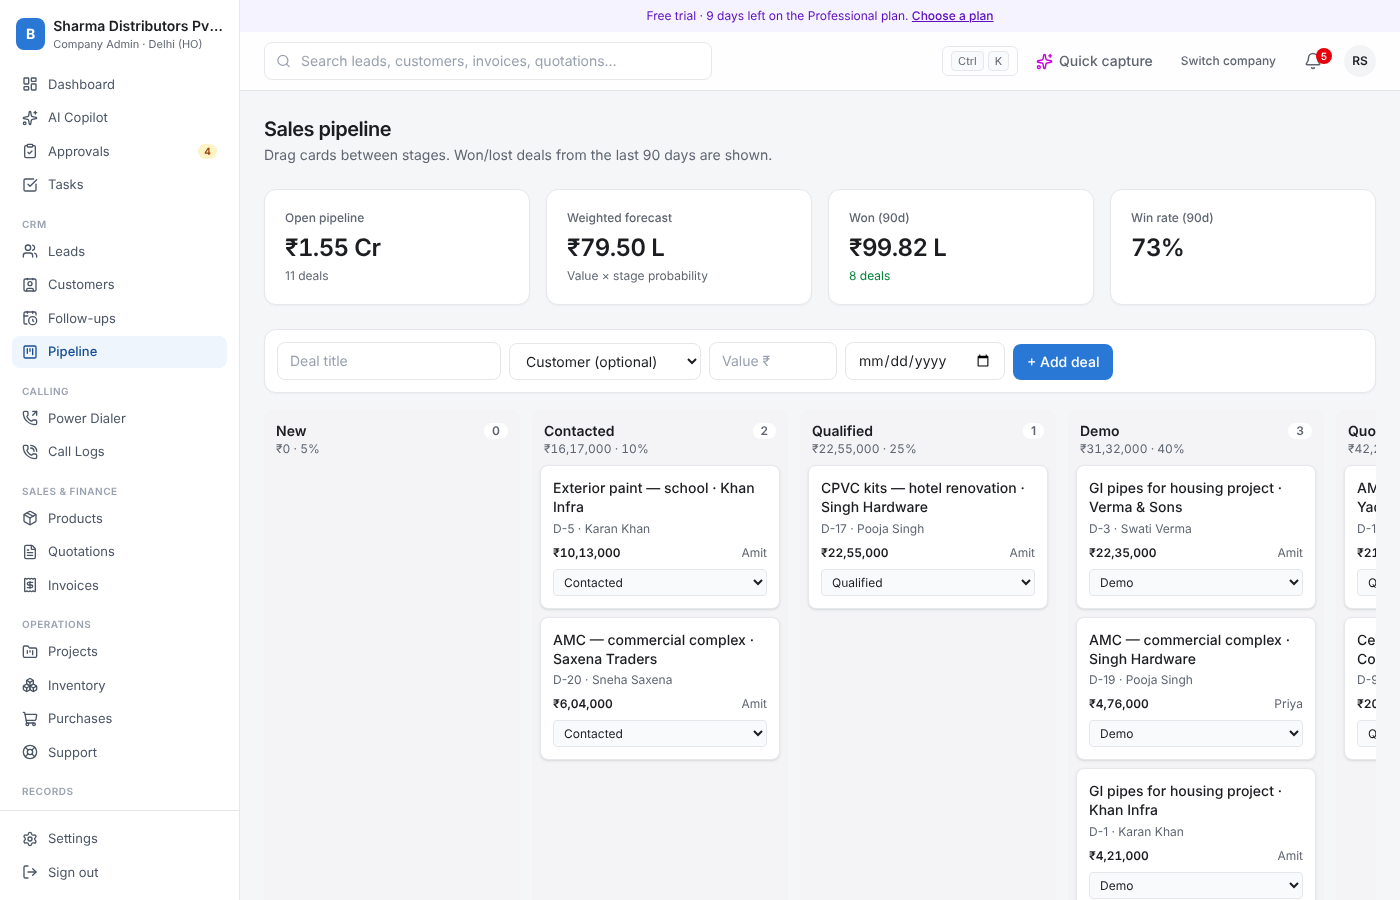 B
Sharma Distributors Pv...
Company Admin · Delhi (HO)
Dashboard
AI Copilot
Approvals 4
Tasks
CRM
Leads
Customers
Follow-ups
Pipeline
CALLING
Power Dialer
Call Logs
SALES & FINANCE
Products
Quotations
Invoices
OPERATIONS
Projects
Inventory
Purchases
Support
RECORDS
Settings
Sign out
Free trial · 9 days left on the Professional plan. Choose a plan
Search leads, customers, invoices, quotations...
Ctrl K
Quick capture
Switch company
5
RS
Sales pipeline
Drag cards between stages. Won/lost deals from the last 90 days are shown.
Open pipeline
₹1.55 Cr
11 deals
Weighted forecast
₹79.50 L
Value × stage probability
Won (90d)
₹99.82 L
8 deals
Win rate (90d)
73%
Deal title
Customer (optional)
Value ₹
mm/dd/yyyy
+ Add deal
New 0
₹0 · 5%
Contacted 2
₹16,17,000 · 10%
Exterior paint — school · Khan
Infra
D-5 · Karan Khan
₹10,13,000 Amit
Contacted
AMC — commercial complex ·
Saxena Traders
D-20 · Sneha Saxena
₹6,04,000 Amit
Contacted
Qualified 1
₹22,55,000 · 25%
CPVC kits — hotel renovation ·
Singh Hardware
D-17 · Pooja Singh
₹22,55,000 Amit
Qualified
Demo 3
₹31,32,000 · 40%
GI pipes for housing project ·
Verma & Sons
D-3 · Swati Verma
₹22,35,000 Amit
Demo
AMC — commercial complex ·
Singh Hardware
D-19 · Pooja Singh
₹4,76,000 Priya
Demo
GI pipes for housing project ·
Khan Infra
D-1 · Karan Khan
₹4,21,000 Amit
Demo
Quo
₹42,
AM
Ya
D-1
₹21
Q
Ce
Co
D-9
₹20
Q